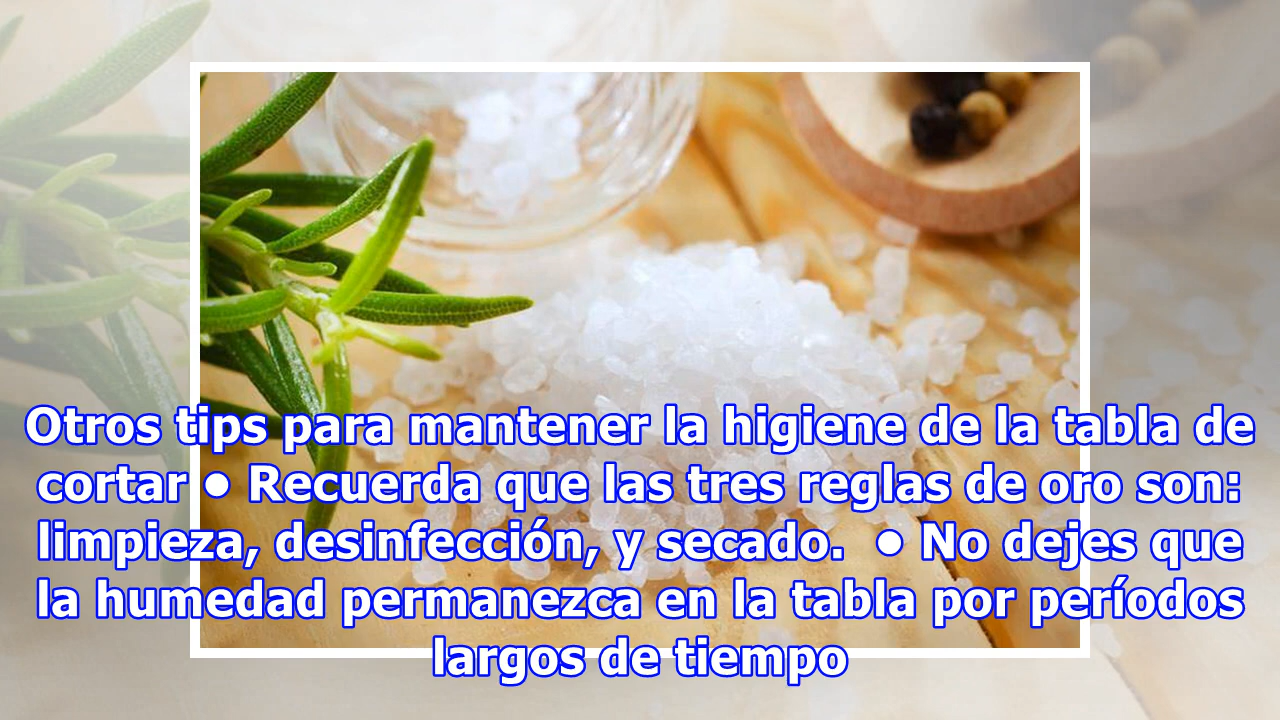 Otros tips para mantener la higiene de la tabla de
cortar • Recuerda que las tres reglas de oro son:
limpieza, desinfección, y secado.  • No dejes que
la humedad permanezca en la tabla por períodos
largos de tiempo